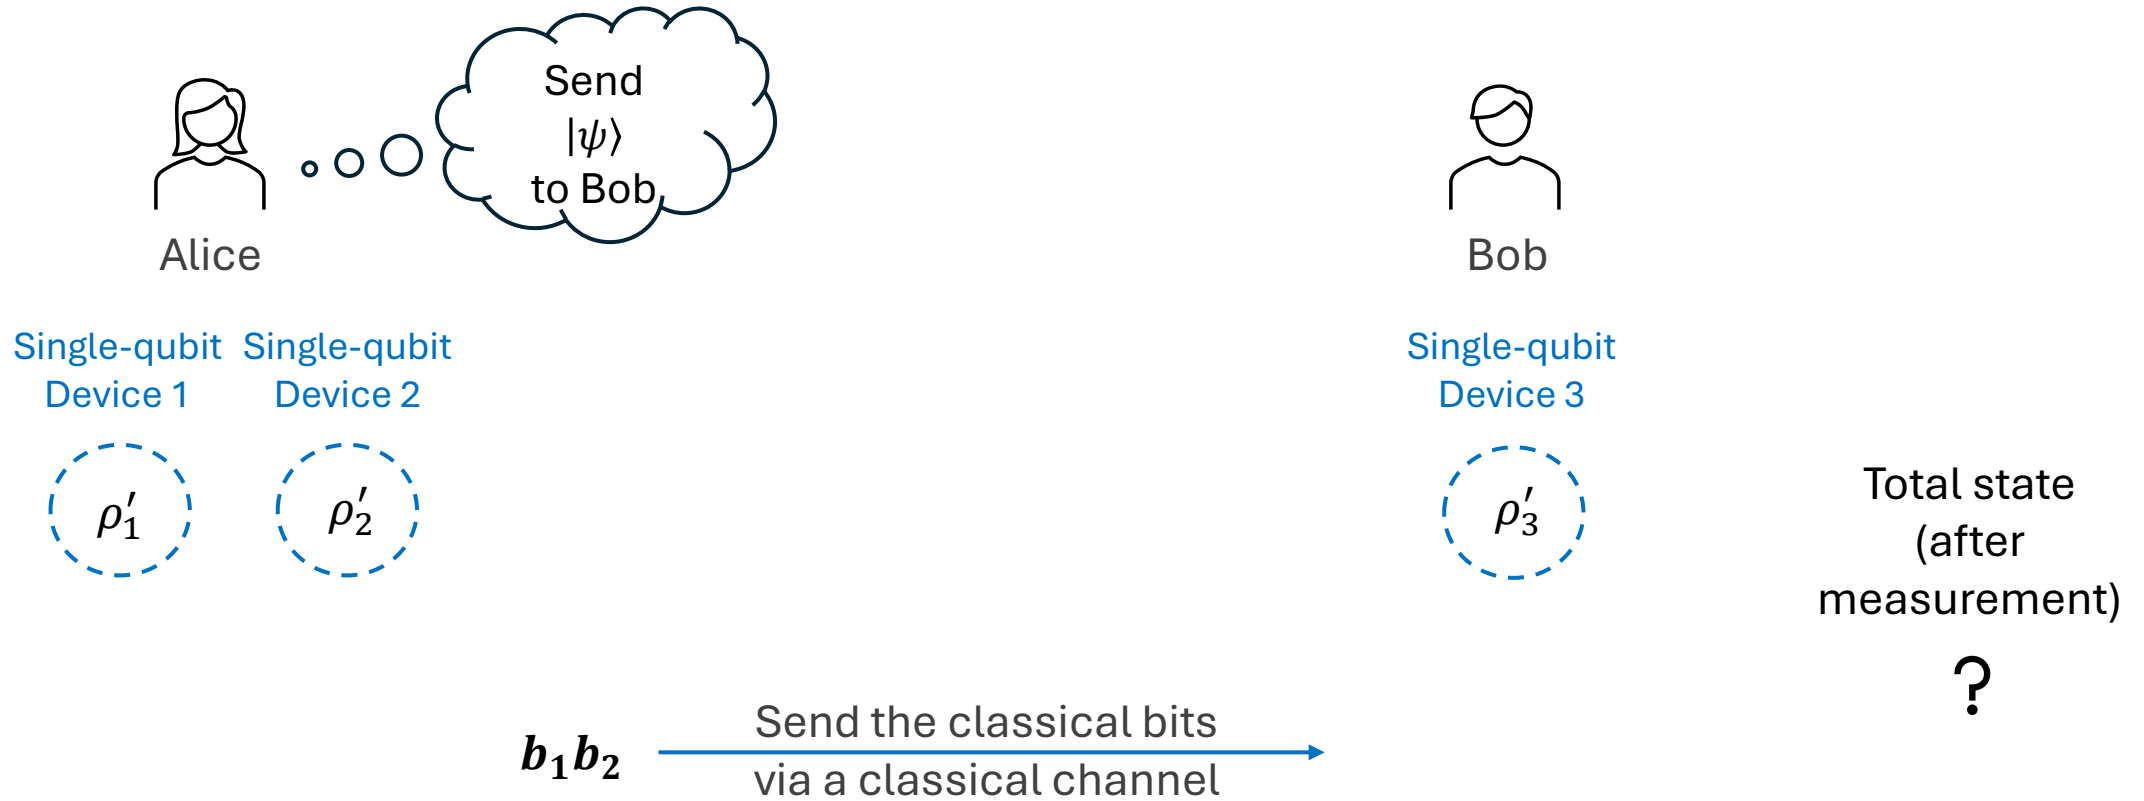 Send
|ψ⟩
to Bob
Alice
Bob
Single-qubit
Device 1
Single-qubit
Device 2
Single-qubit
Device 3
ρ′₁
ρ′₂
ρ′₃
Total state
(after
measurement)
?
b₁b₂
Send the classical bits
via a classical channel